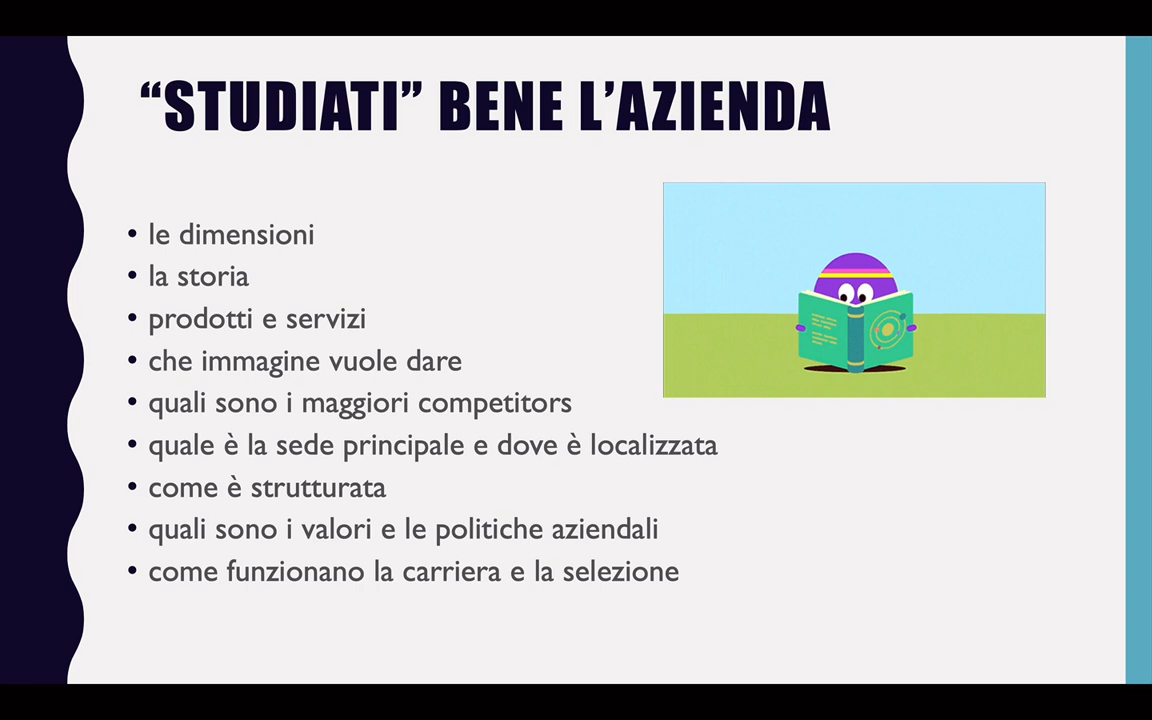 “STUDIATI” BENE L’AZIENDA
• le dimensioni
• la storia
• prodotti e servizi
• che immagine vuole dare
• quali sono i maggiori competitors
• quale è la sede principale e dove è localizzata
• come è strutturata
• quali sono i valori e le politiche aziendali
• come funzionano la carriera e la selezione